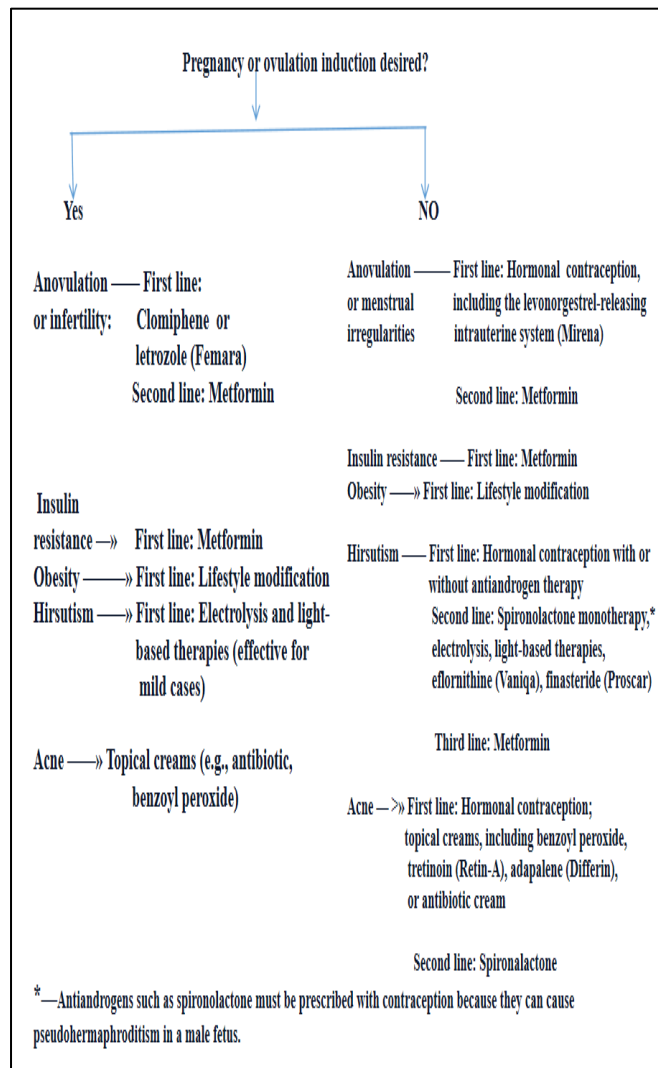 Pregnancy or ovulation induction desired?
Yes
NO
Anovulation —— First line:
or infertility: Clomiphene or
letrozole (Femara)
Second line: Metformin
Insulin
resistance —» First line: Metformin
Obesity ——» First line: Lifestyle modification
Hirsutism ——» First line: Electrolysis and light-
based therapies (effective for
mild cases)
Acne ——» Topical creams (e.g., antibiotic,
benzoyl peroxide)
Anovulation —— First line: Hormonal contraception,
or menstrual including the levonorgestrel-releasing
irregularities intrauterine system (Mirena)
Second line: Metformin
Insulin resistance —— First line: Metformin
Obesity ——» First line: Lifestyle modification
Hirsutism —— First line: Hormonal contraception with or
without antiandrogen therapy
Second line: Spironolactone monotherapy,*
electrolysis, light-based therapies,
eflornithine (Vaniqa), finasteride (Proscar)
Third line: Metformin
Acne — >» First line: Hormonal contraception;
topical creams, including benzoyl peroxide,
tretinoin (Retin-A), adapalene (Differin),
or antibiotic cream
Second line: Spironalactone
*—Antiandrogens such as spironolactone must be prescribed with contraception because they can cause
pseudohermaphroditism in a male fetus.